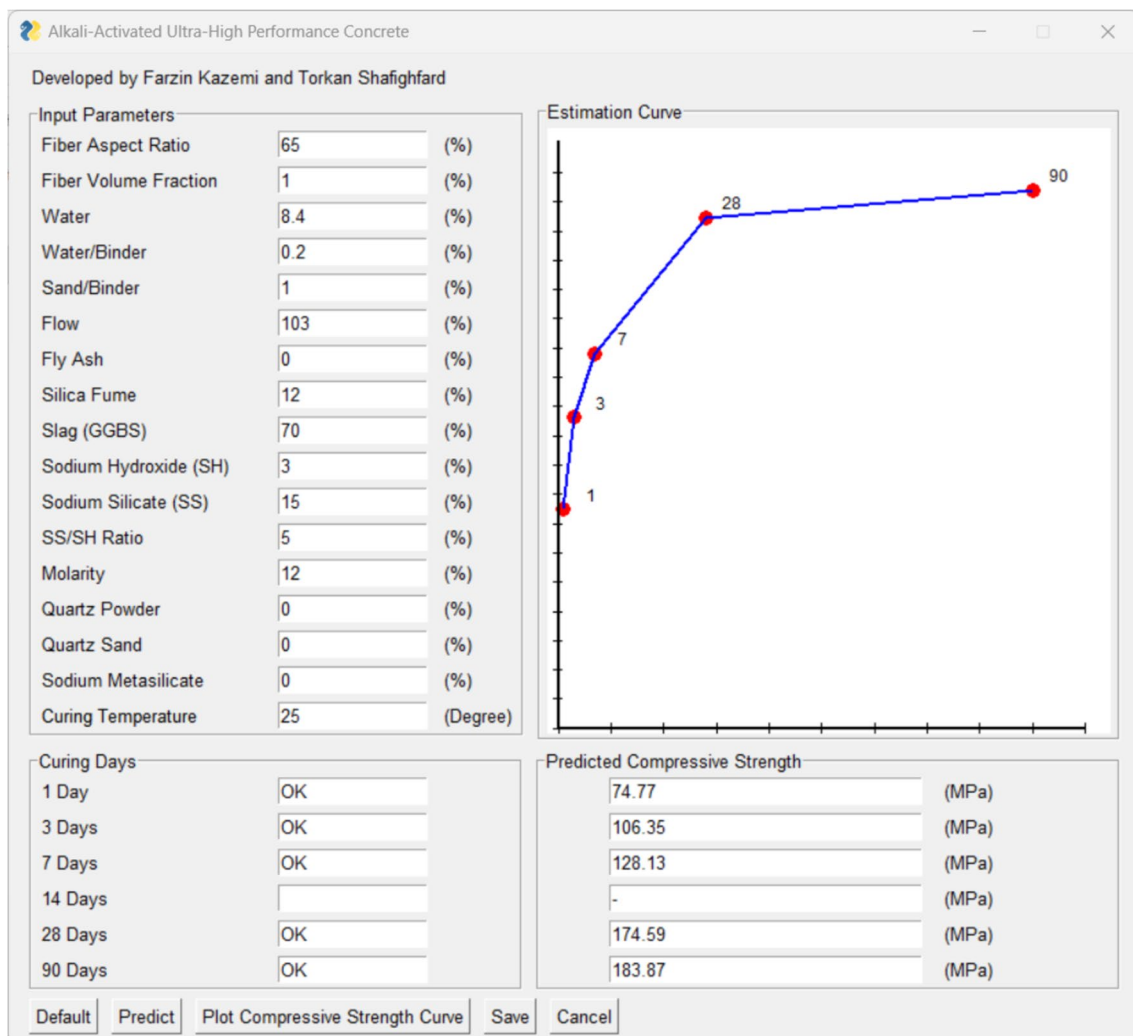 Alkali-Activated Ultra-High Performance Concrete
Developed by Farzin Kazemi and Torkan Shafighfard
Input Parameters
Fiber Aspect Ratio 65 (%)
Fiber Volume Fraction 1 (%)
Water 8.4 (%)
Water/Binder 0.2 (%)
Sand/Binder 1 (%)
Flow 103 (%)
Fly Ash 0 (%)
Silica Fume 12 (%)
Slag (GGBS) 70 (%)
Sodium Hydroxide (SH) 3 (%)
Sodium Silicate (SS) 15 (%)
SS/SH Ratio 5 (%)
Molarity 12 (%)
Quartz Powder 0 (%)
Quartz Sand 0 (%)
Sodium Metasilicate 0 (%)
Curing Temperature 25 (Degree)
Estimation Curve
90
28
7
3
1
Curing Days
1 Day OK
3 Days OK
7 Days OK
14 Days
28 Days OK
90 Days OK
Predicted Compressive Strength
74.77 (MPa)
106.35 (MPa)
128.13 (MPa)
- (MPa)
174.59 (MPa)
183.87 (MPa)
Default Predict Plot Compressive Strength Curve Save Cancel